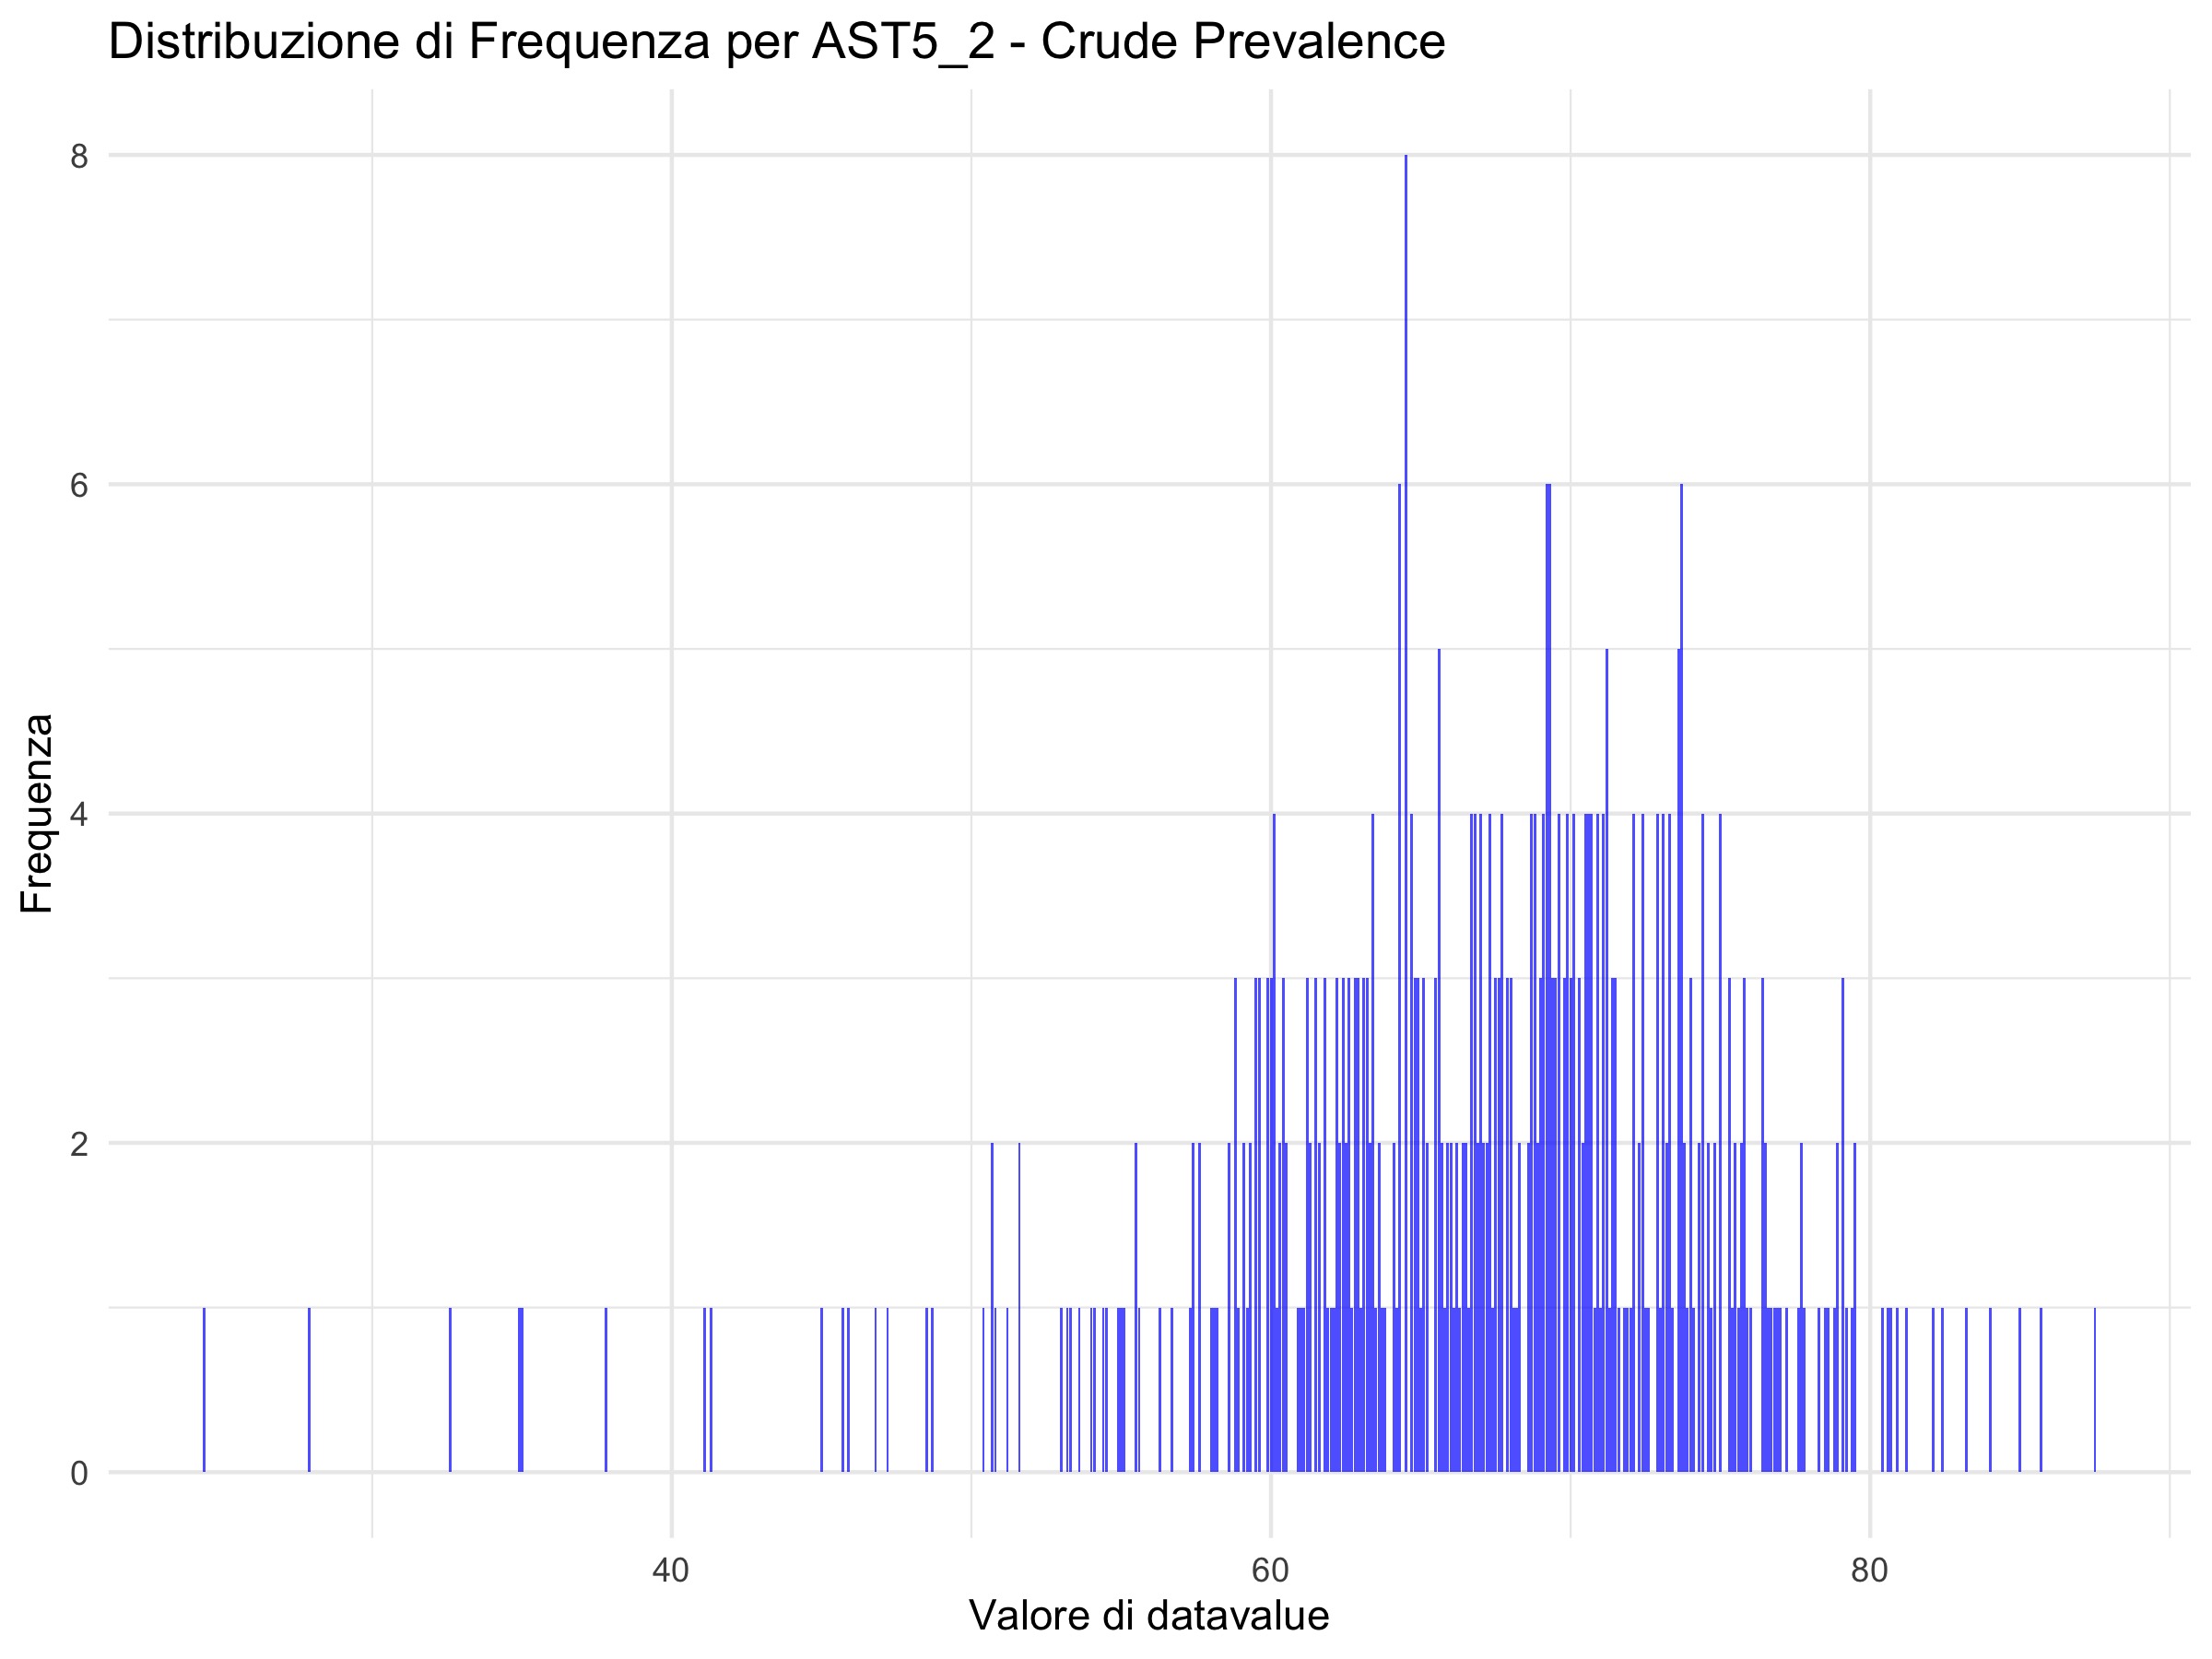 Distribuzione di Frequenza per AST5_2 - Crude Prevalence
8
6
4
2
0
Frequenza
40 60 80
Valore di datavalue